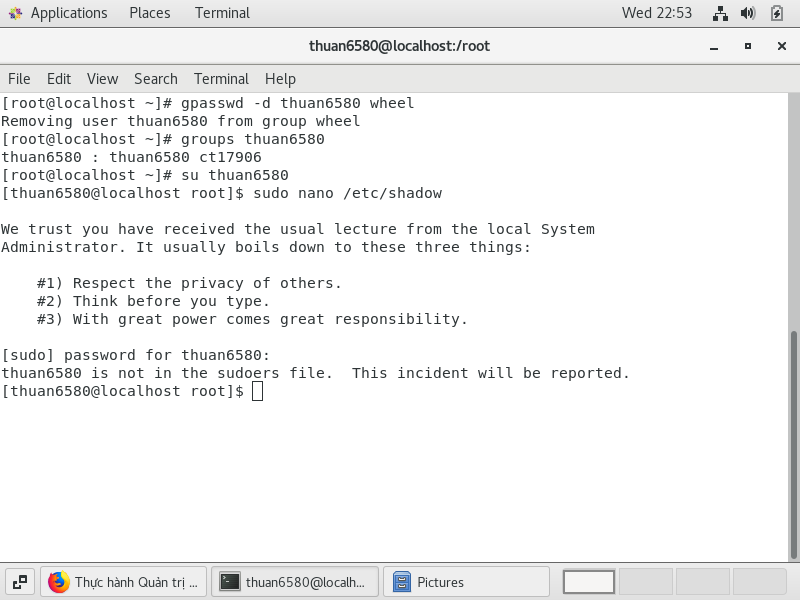 Applications Places Terminal Wed 22:53
thuan6580@localhost:/root
File Edit View Search Terminal Help
[root@localhost ~]# gpasswd -d thuan6580 wheel
Removing user thuan6580 from group wheel
[root@localhost ~]# groups thuan6580
thuan6580 : thuan6580 ct17906
[root@localhost ~]# su thuan6580
[thuan6580@localhost root]$ sudo nano /etc/shadow
We trust you have received the usual lecture from the local System
Administrator. It usually boils down to these three things:
#1) Respect the privacy of others.
#2) Think before you type.
#3) With great power comes great responsibility.
[sudo] password for thuan6580:
thuan6580 is not in the sudoers file.  This incident will be reported.
[thuan6580@localhost root]$
Thực hành Quản trị ... thuan6580@localh... Pictures